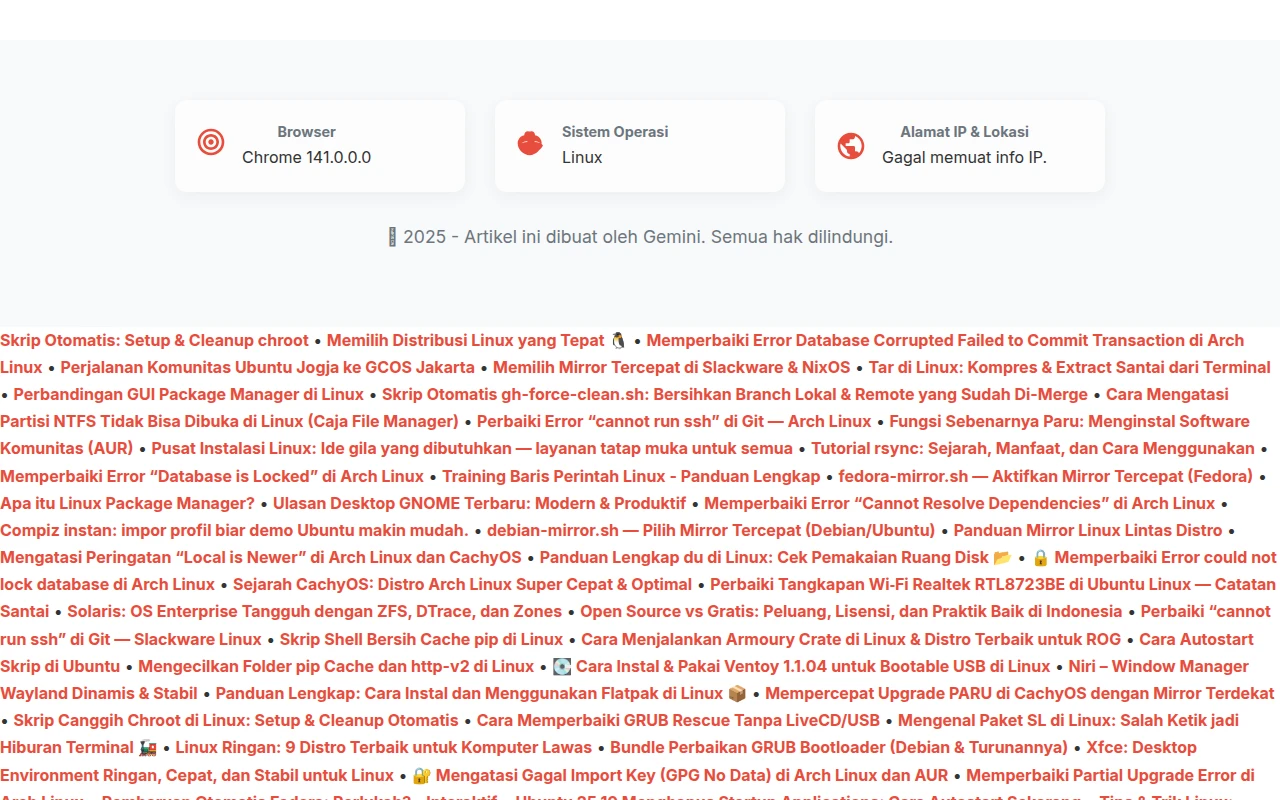 Browser
Chrome 141.0.0.0
Sistem Operasi
Linux
Alamat IP & Lokasi
Gagal memuat info IP.
2025 - Artikel ini dibuat oleh Gemini. Semua hak dilindungi.
Skrip Otomatis: Setup & Cleanup chroot • Memilih Distribusi Linux yang Tepat 🐧 • Memperbaiki Error Database Corrupted Failed to Commit Transaction di Arch
Linux • Perjalanan Komunitas Ubuntu Jogja ke GCOS Jakarta • Memilih Mirror Tercepat di Slackware & NixOS • Tar di Linux: Kompres & Extract Santai dari Terminal
• Perbandingan GUI Package Manager di Linux • Skrip Otomatis gh-force-clean.sh: Bersihkan Branch Lokal & Remote yang Sudah Di-Merge • Cara Mengatasi
Partisi NTFS Tidak Bisa Dibuka di Linux (Caja File Manager) • Perbaiki Error “cannot run ssh” di Git — Arch Linux • Fungsi Sebenarnya Paru: Menginstal Software
Komunitas (AUR) • Pusat Instalasi Linux: Ide gila yang dibutuhkan — layanan tatap muka untuk semua • Tutorial rsync: Sejarah, Manfaat, dan Cara Menggunakan •
Memperbaiki Error “Database is Locked” di Arch Linux • Training Baris Perintah Linux - Panduan Lengkap • fedora-mirror.sh — Aktifkan Mirror Tercepat (Fedora) •
Apa itu Linux Package Manager? • Ulasan Desktop GNOME Terbaru: Modern & Produktif • Memperbaiki Error “Cannot Resolve Dependencies” di Arch Linux •
Compiz instan: impor profil biar demo Ubuntu makin mudah. • debian-mirror.sh — Pilih Mirror Tercepat (Debian/Ubuntu) • Panduan Mirror Linux Lintas Distro •
Mengatasi Peringatan “Local is Newer” di Arch Linux dan CachyOS • Panduan Lengkap du di Linux: Cek Pemakaian Ruang Disk 📂 • 🔒 Memperbaiki Error could not
lock database di Arch Linux • Sejarah CachyOS: Distro Arch Linux Super Cepat & Optimal • Perbaiki Tangkapan Wi-Fi Realtek RTL8723BE di Ubuntu Linux — Catatan
Santai • Solaris: OS Enterprise Tangguh dengan ZFS, DTrace, dan Zones • Open Source vs Gratis: Peluang, Lisensi, dan Praktik Baik di Indonesia • Perbaiki “cannot
run ssh” di Git — Slackware Linux • Skrip Shell Bersih Cache pip di Linux • Cara Menjalankan Armoury Crate di Linux & Distro Terbaik untuk ROG • Cara Autostart
Skrip di Ubuntu • Mengecilkan Folder pip Cache dan http-v2 di Linux • 💽 Cara Instal & Pakai Ventoy 1.1.04 untuk Bootable USB di Linux • Niri – Window Manager
Wayland Dinamis & Stabil • Panduan Lengkap: Cara Instal dan Menggunakan Flatpak di Linux 📦 • Mempercepat Upgrade PARU di CachyOS dengan Mirror Terdekat
• Skrip Canggih Chroot di Linux: Setup & Cleanup Otomatis • Cara Memperbaiki GRUB Rescue Tanpa LiveCD/USB • Mengenal Paket SL di Linux: Salah Ketik jadi
Hiburan Terminal 🚂 • Linux Ringan: 9 Distro Terbaik untuk Komputer Lawas • Bundle Perbaikan GRUB Bootloader (Debian & Turunannya) • Xfce: Desktop
Environment Ringan, Cepat, dan Stabil untuk Linux • 🔐 Mengatasi Gagal Import Key (GPG No Data) di Arch Linux dan AUR • Memperbaiki Partial Upgrade Error di